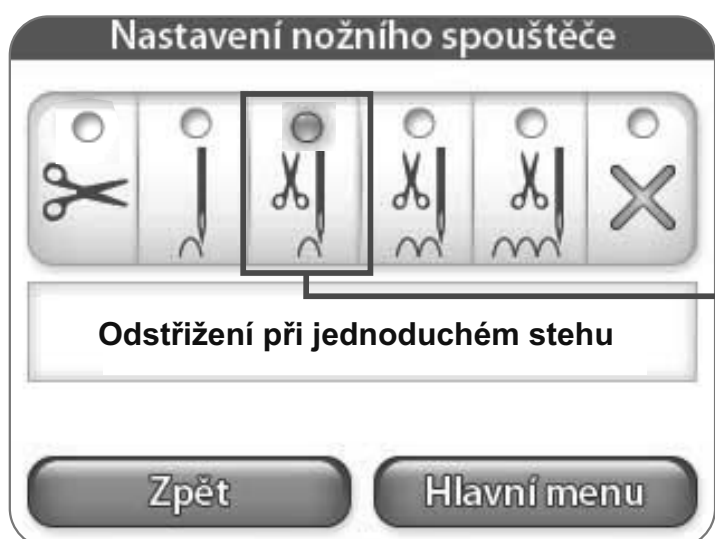 Nastavení nožního spouštěče
Odstřižení při jednoduchém stehu
Zpět
Hlavní menu